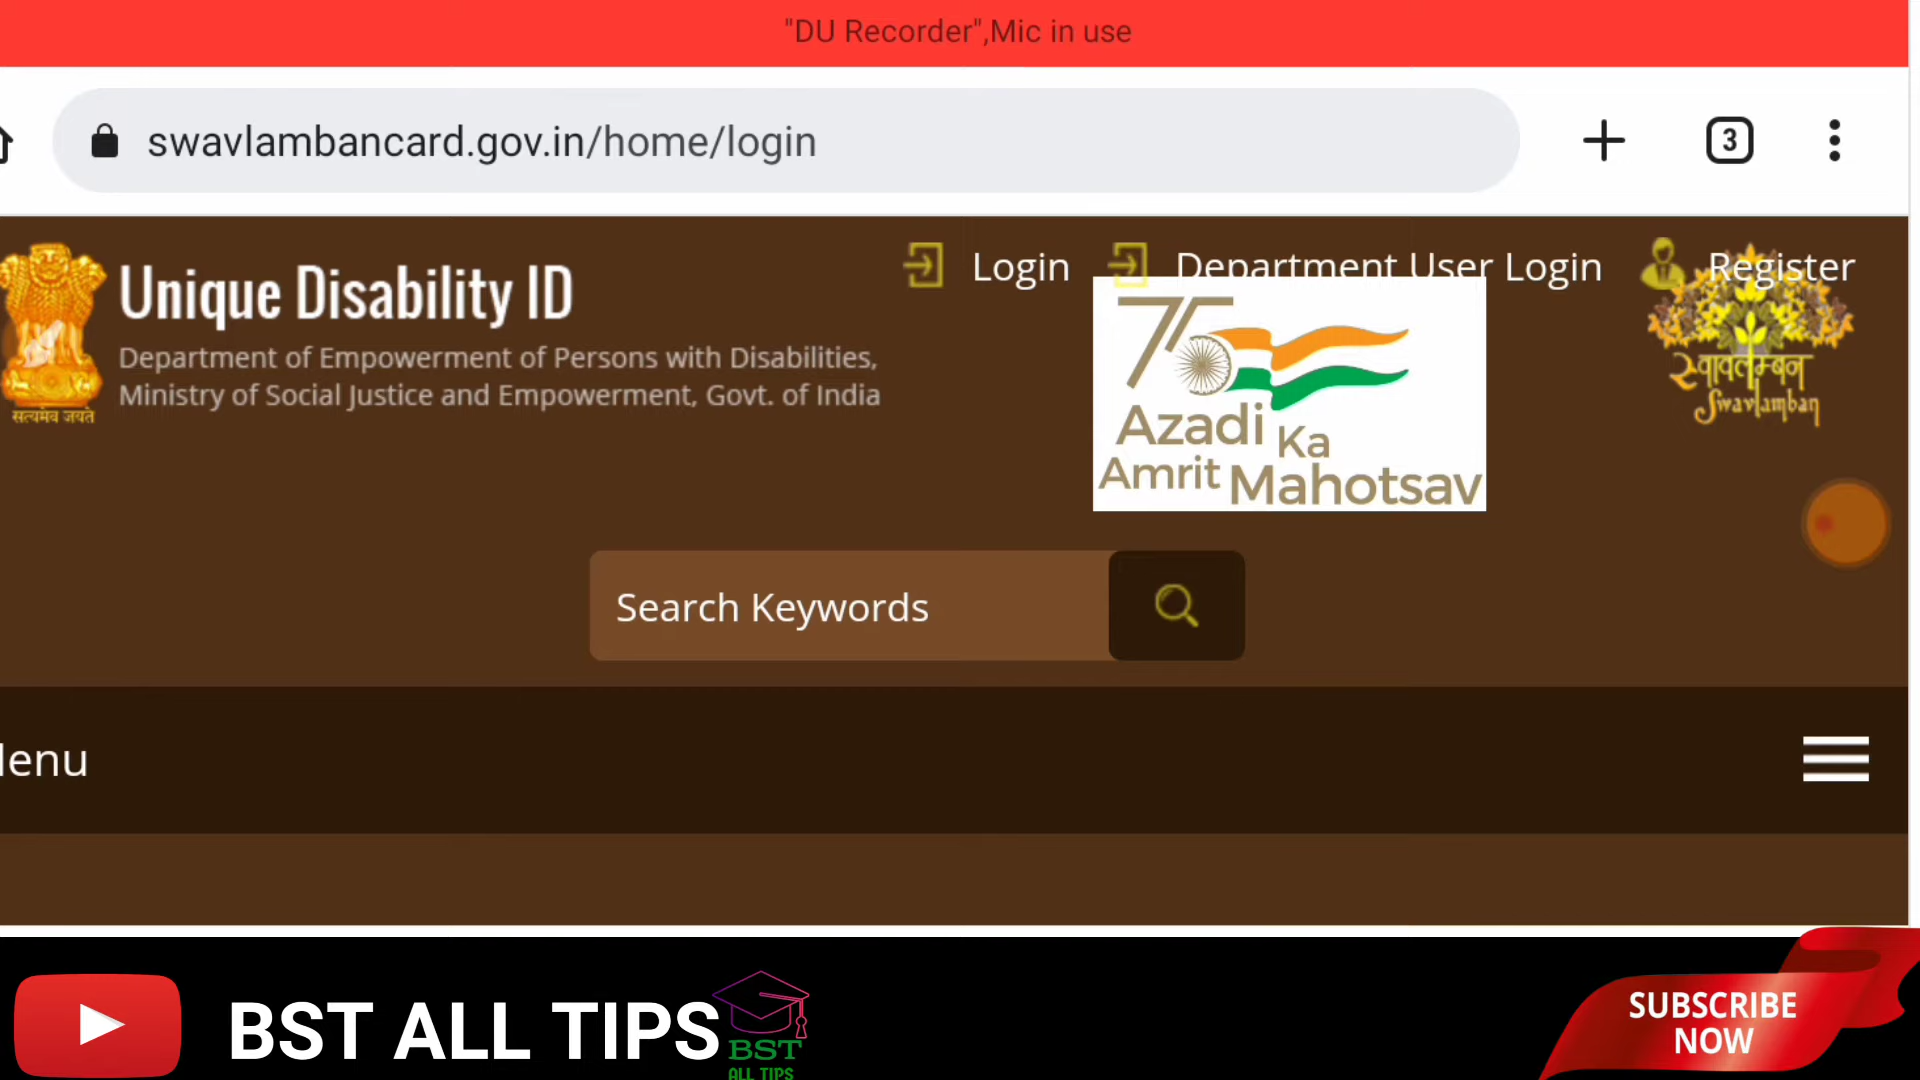 "DU Recorder",Mic in use
swavlambancard.gov.in/home/login
3
Login
Department User Login
Register
Unique Disability ID
Department of Empowerment of Persons with Disabilities,
Ministry of Social Justice and Empowerment, Govt. of India
सत्यमेव जयते
75
Azadi Ka
Amrit Mahotsav
स्वावलम्बन
Swavlamban
Search Keywords
enu
BST ALL TIPS
BST
ALL TIPS
SUBSCRIBE
NOW